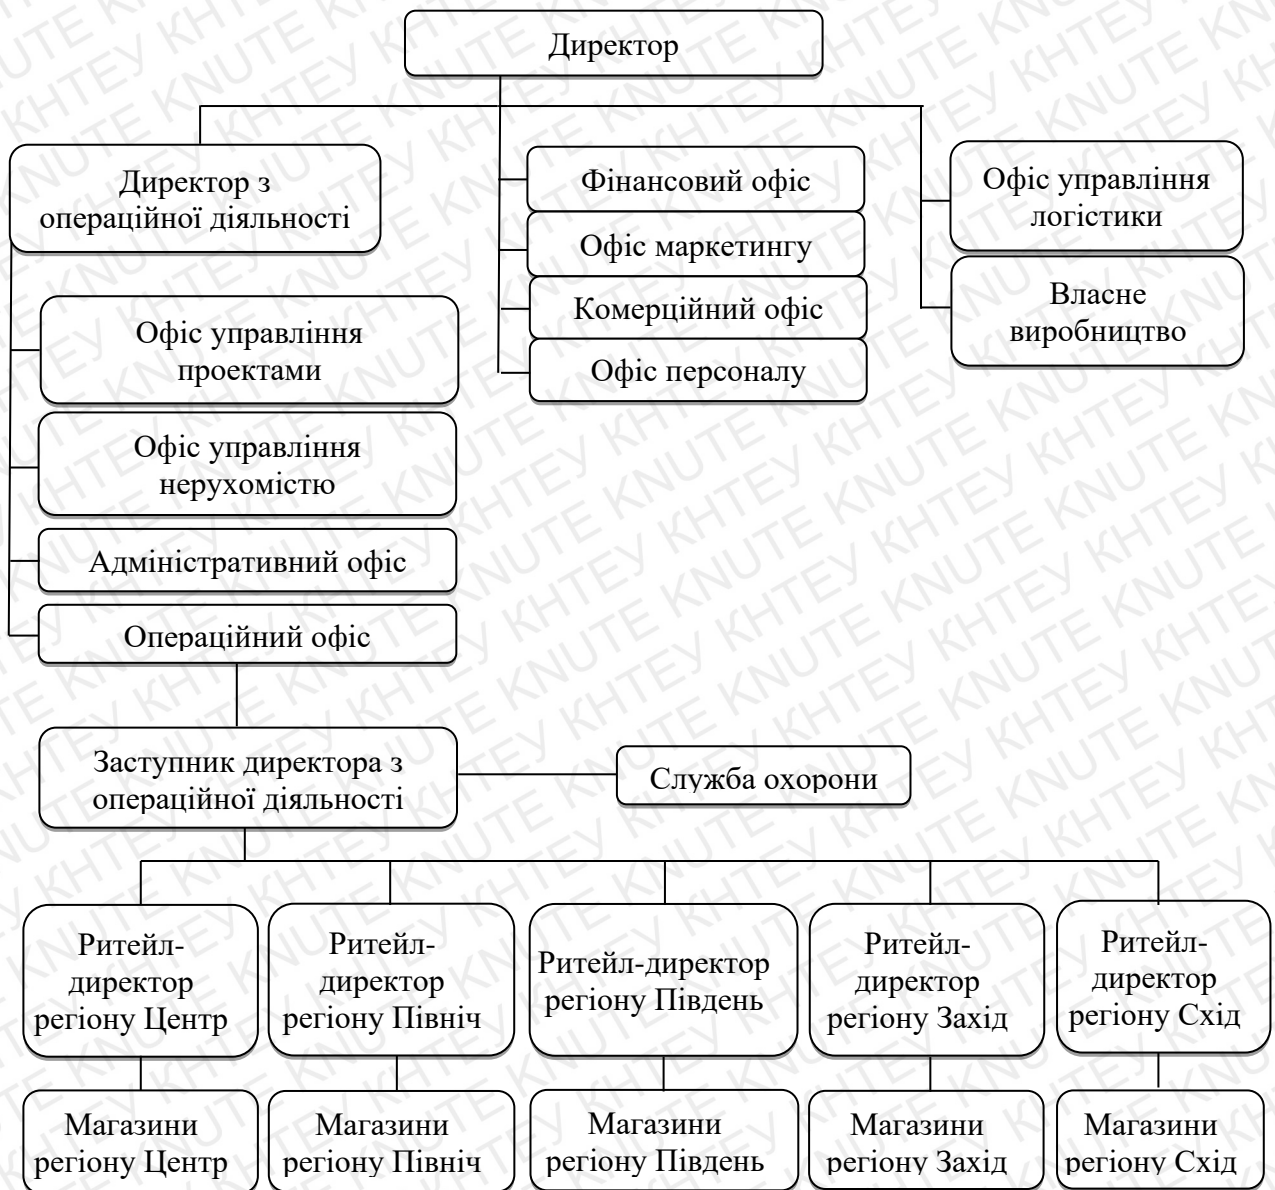 Директор
Директор з
операційної діяльності
Фінансовий офіс
Офіс маркетингу
Комерційний офіс
Офіс персоналу
Офіс управління
логістики
Власне
виробництво
Офіс управління
проектами
Офіс управління
нерухомістю
Адміністративний офіс
Операційний офіс
Заступник директора з
операційної діяльності
Служба охорони
Ритейл-
директор
регіону Центр
Ритейл-
директор
регіону Північ
Ритейл-директор
регіону Південь
Ритейл-
директор
регіону Захід
Ритейл-
директор
регіону Схід
Магазини
регіону Центр
Магазини
регіону Північ
Магазини
регіону Південь
Магазини
регіону Захід
Магазини
регіону Схід